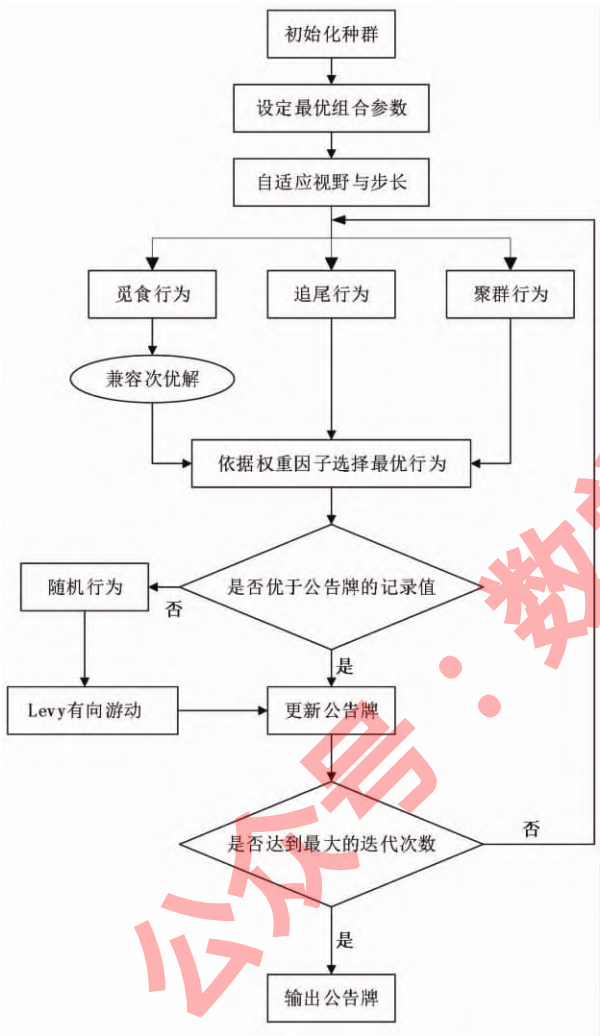 初始化种群
设定最优组合参数
自适应视野与步长
觅食行为
追尾行为
聚群行为
兼容次优解
依据权重因子选择最优行为
是否优于公告牌的记录值
随机行为
否
是
Levy有向游动
更新公告牌
是否达到最大的迭代次数
否
是
输出公告牌
公众号：数